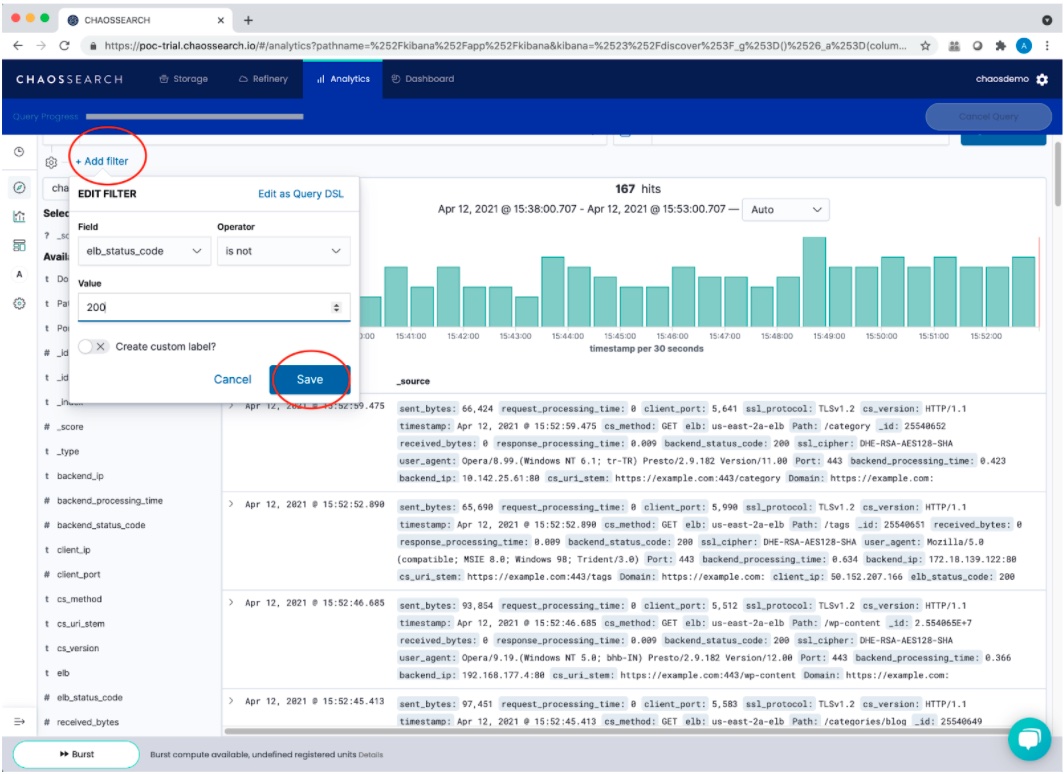 CHAOSSEARCH
https://poc-trial.chaossearch.io/#/analytics?pathname=%252Fkibana%252Fapp%252Fkibana&kibana=%2523%252Fdiscover%253F_g%253D()%2526_a%253D(colum...
A
CHAOSSEARCH Storage Refinery Analytics Dashboard chaosdemo
Query Progress Cancel Query
+ Add filter
cha
EDIT FILTER Edit as Query DSL
167 hits
Apr 12, 2021 @ 15:38:00.707 - Apr 12, 2021 @ 15:53:00.707 — Auto
Selec
Field Operator
? _sc
elb_status_code is not
Availa
A
t Do
Value
t Pat
200
t Por
:00 15:41:00 15:42:00 15:43:00 15:44:00 15:45:00 15:46:00 15:47:00 15:48:00 15:49:00 15:50:00 15:51:00 15:52:00
timestamp per 30 seconds
# _id
Create custom label?
t _id
Cancel Save
_source
t _index
# _score
t _type
t backend_ip
# backend_processing_time
# backend_status_code
t client_ip
# client_port
t cs_method
t cs_uri_stem
t cs_version
t elb
# elb_status_code
# received_bytes
Apr 12, 2021 @ 15:52:59.475
sent_bytes: 66,424 request_processing_time: 0 client_port: 5,641 ssl_protocol: TLSv1.2 cs_version: HTTP/1.1
timestamp: Apr 12, 2021 @ 15:52:59.475 cs_method: GET elb: us-east-2a-elb Path: /category _id: 25540652
received_bytes: 0 response_processing_time: 0.009 backend_status_code: 200 ssl_cipher: DHE-RSA-AES128-SHA
user_agent: Opera/8.99.(Windows NT 6.1; tr-TR) Presto/2.9.182 Version/11.00 Port: 443 backend_processing_time: 0.423
backend_ip: 10.142.25.61:80 cs_uri_stem: https://example.com:443/category Domain: https://example.com:
Apr 12, 2021 @ 15:52:52.890
sent_bytes: 65,690 request_processing_time: 0 client_port: 5,990 ssl_protocol: TLSv1.2 cs_version: HTTP/1.1
timestamp: Apr 12, 2021 @ 15:52:52.890 cs_method: GET elb: us-east-2a-elb Path: /tags _id: 25540651 received_bytes: 0
response_processing_time: 0.009 backend_status_code: 200 ssl_cipher: DHE-RSA-AES128-SHA user_agent: Mozilla/5.0
(compatible; MSIE 8.0; Windows 98; Trident/3.0) Port: 443 backend_processing_time: 0.634 backend_ip: 172.18.139.122:80
cs_uri_stem: https://example.com:443/tags Domain: https://example.com: client_ip: 50.152.207.166 elb_status_code: 200
Apr 12, 2021 @ 15:52:46.685
sent_bytes: 93,854 request_processing_time: 0 client_port: 5,512 ssl_protocol: TLSv1.2 cs_version: HTTP/1.1
timestamp: Apr 12, 2021 @ 15:52:46.685 cs_method: GET elb: us-east-2a-elb Path: /wp-content _id: 2.554065E+7
received_bytes: 0 response_processing_time: 0.009 backend_status_code: 200 ssl_cipher: DHE-RSA-AES128-SHA
user_agent: Opera/9.19.(Windows NT 5.0; bhb-IN) Presto/2.9.182 Version/12.00 Port: 443 backend_processing_time: 0.366
backend_ip: 192.168.177.4:80 cs_uri_stem: https://example.com:443/wp-content Domain: https://example.com:
Apr 12, 2021 @ 15:52:45.413
sent_bytes: 97,451 request_processing_time: 0 client_port: 5,583 ssl_protocol: TLSv1.2 cs_version: HTTP/1.1
timestamp: Apr 12, 2021 @ 15:52:45.413 cs_method: GET elb: us-east-2a-elb Path: /categories/blog _id: 25540649
Burst Burst compute available, undefined registered units Details